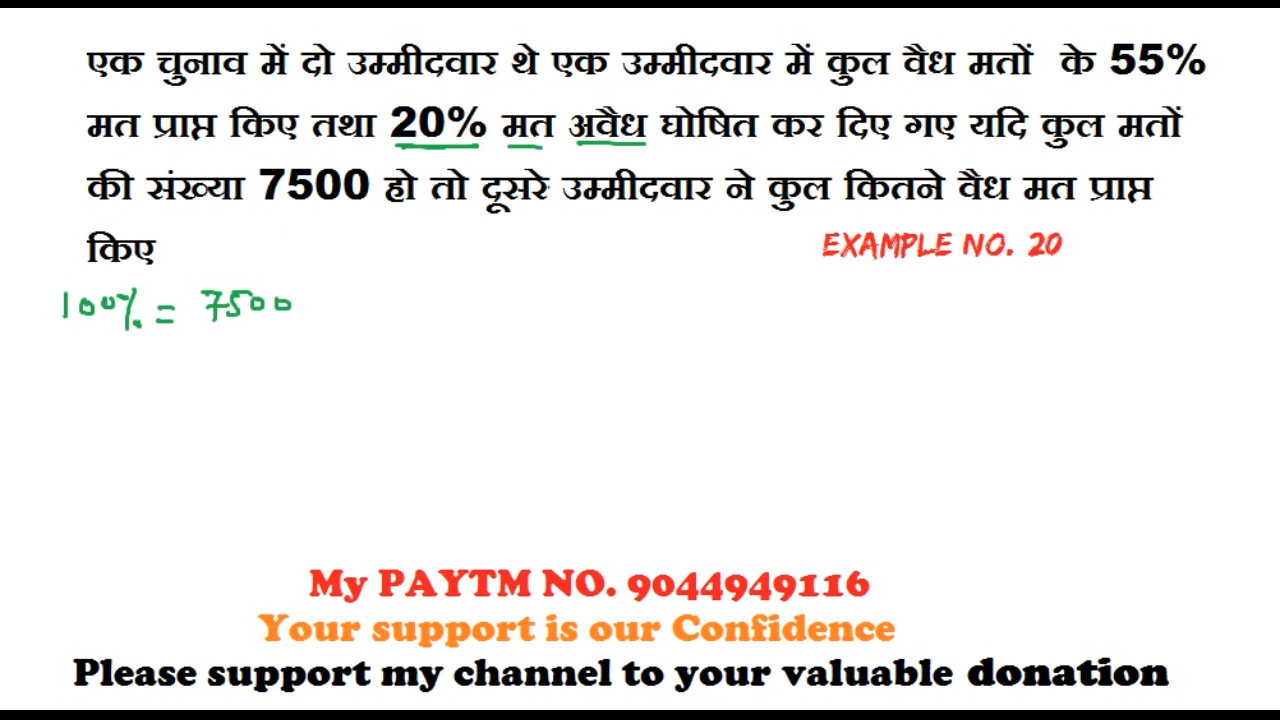 एक चुनाव में दो उम्मीदवार थे एक उम्मीदवार में कुल वैध मतों के 55%
मत प्राप्त किए तथा 20% मत अवैध घोषित कर दिए गए यदि कुल मतों
की संख्या 7500 हो तो दूसरे उम्मीदवार ने कुल कितने वैध मत प्राप्त
किए
EXAMPLE NO. 20
100% = 7500
My PAYTM NO. 9044949116
Your support is our Confidence
Please support my channel to your valuable donation